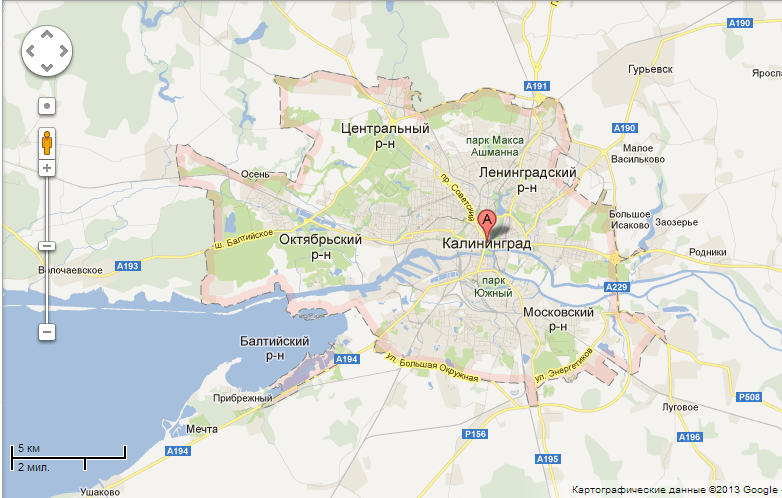 A190
Гурьевск
Яросл
A191
Центральный
р-н
парк Макса
Ашманна
A190
Малое
Васильково
Осень
пр. Советский
Ленинградский
р-н
A
Большое
Исаково
Заозерье
ш. Балтийское
Октябрьский
р-н
Калининград
Родники
Волочаевское
A193
парк
Южный
A229
Московский
р-н
Балтийский
р-н
A194
ул. Большая Окружная
ул. Энергетиков
Прибрежный
P508
Луговое
Мечта
A194
P156
A196
A195
5 км
2 мил.
Ушаково
Картографические данные ©2013 Google